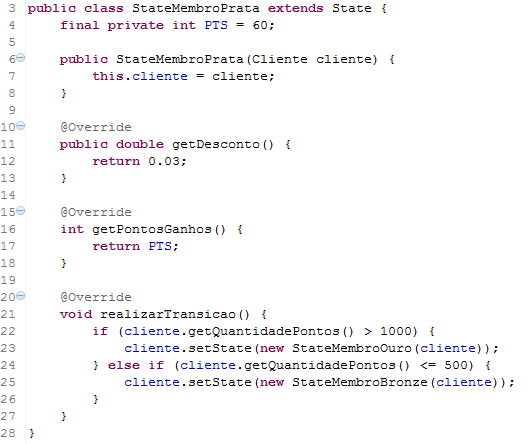 3 public class StateMembroPrata extends State {
4     final private int PTS = 60;
5
6     public StateMembroPrata(Cliente cliente) {
7         this.cliente = cliente;
8     }
9
10     @Override
11     public double getDesconto() {
12         return 0.03;
13     }
14
15     @Override
16     int getPontosGanhos() {
17         return PTS;
18     }
19
20     @Override
21     void realizarTransicao() {
22         if (cliente.getQuantidadePontos() > 1000) {
23             cliente.setState(new StateMembroOuro(cliente));
24         } else if (cliente.getQuantidadePontos() <= 500) {
25             cliente.setState(new StateMembroBronze(cliente));
26         }
27     }
28 }